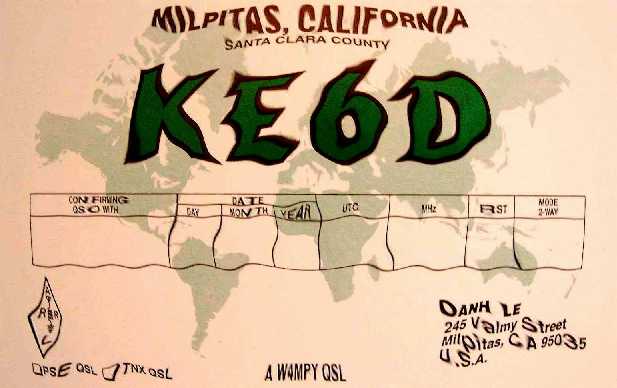 MILPITAS, CALIFORNIA
SANTA CLARA COUNTY
KE6D
CONFIRMING QSO WITH
DATE
DAY MONTH YEAR
UTC
MHz
RST
MODE 2-WAY
DANH LE
245 Valmy Street
Milpitas, CA 95035
U.S.A.
PSE QSL TNX QSL
A W4MPY QSL